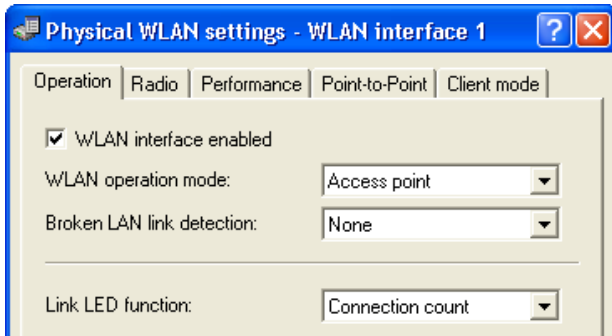 Physical WLAN settings - WLAN interface 1
Operation Radio Performance Point-to-Point Client mode
WLAN interface enabled
WLAN operation mode: Access point
Broken LAN link detection: None
Link LED function: Connection count